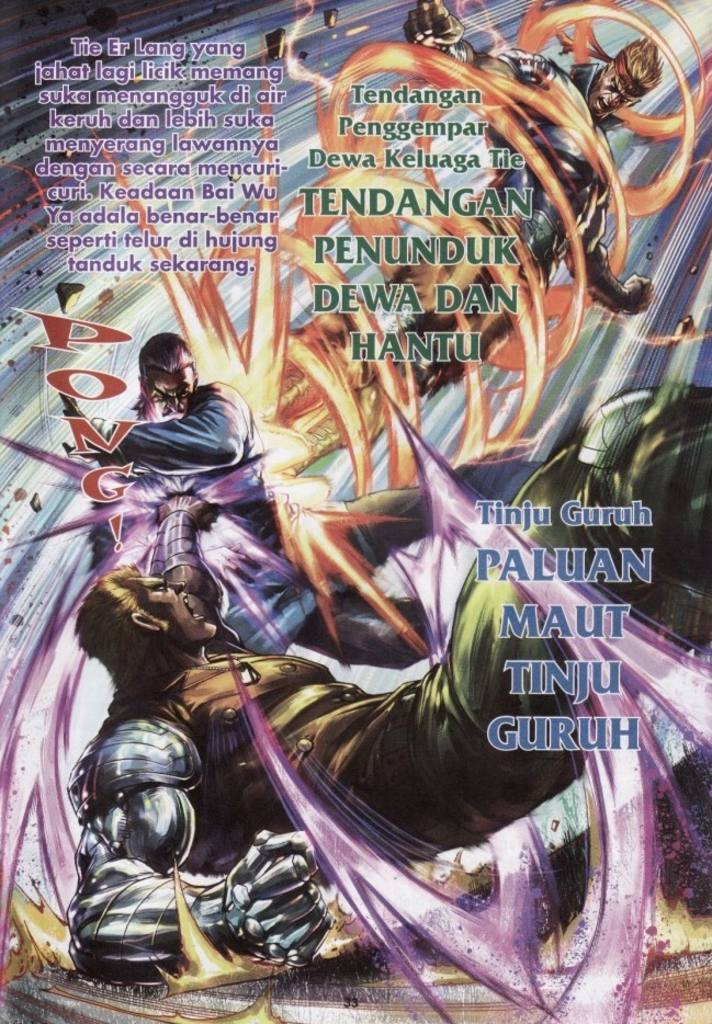 Tie Er Lang yang
jahat lagi licik memang
suka menangguk di air
keruh dan lebih suka
menyerang lawannya
dengan secara mencuri-
curi. Keadaan Bai Wu
Ya adala benar-benar
seperti telur di hujung
tanduk sekarang.
Tendangan
Penggempar
Dewa Keluaga Tie
TENDANGAN
PENUNDUK
DEWA DAN
HANTU
PONG!
Tinju Guruh
PALUAN
MAUT
TINJU
GURUH
33